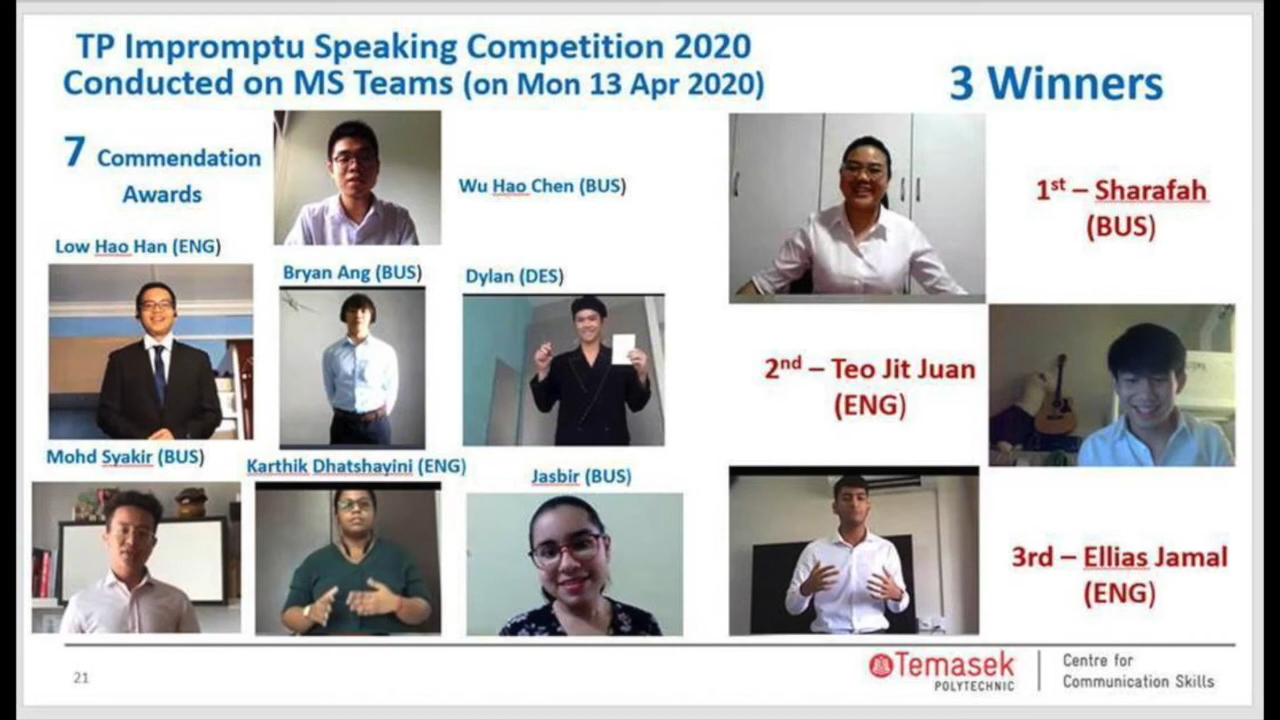 TP Impromptu Speaking Competition 2020
Conducted on MS Teams (on Mon 13 Apr 2020)
3 Winners
7 Commendation
Awards
Wu Hao Chen (BUS)
Low Hao Han (ENG)
Bryan Ang (BUS)
Dylan (DES)
Mohd Syakir (BUS)
Karthik Dhatshayini (ENG)
Jasbir (BUS)
1st – Sharafah
(BUS)
2nd – Teo Jit Juan
(ENG)
3rd – Ellias Jamal
(ENG)
21
Temasek
POLYTECHNIC
Centre for
Communication Skills